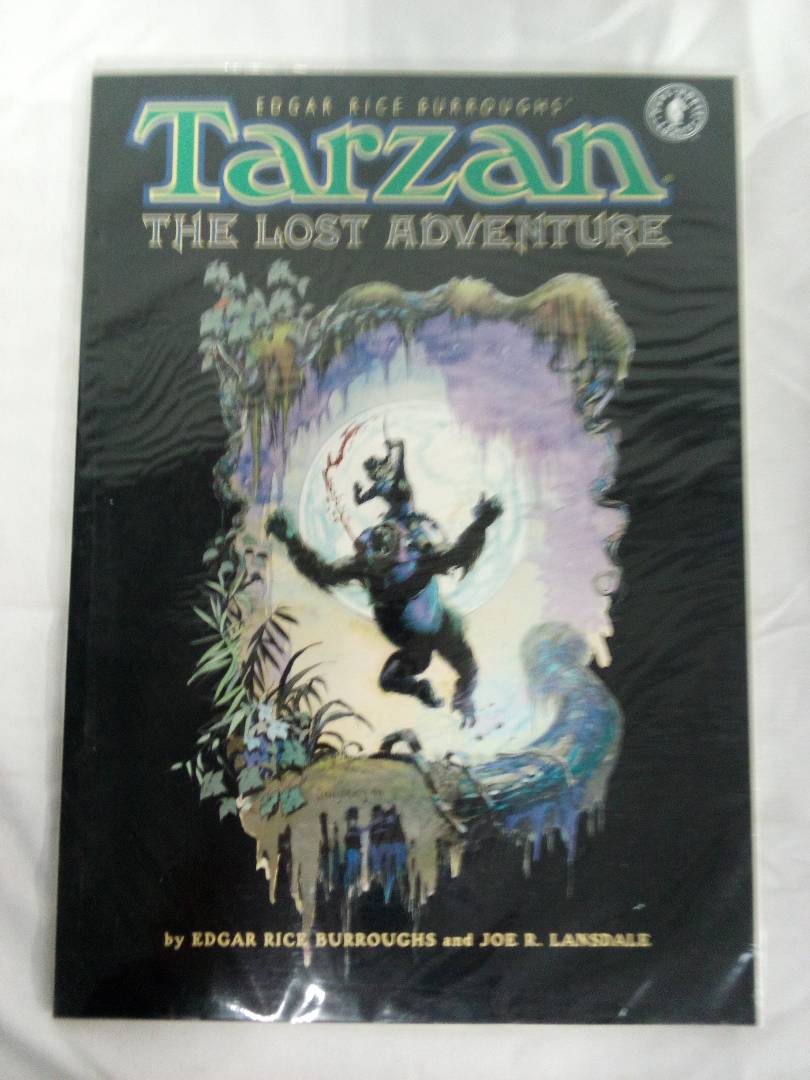 EDGAR RICE BURROUGHS'
Tarzan
THE LOST ADVENTURE
by EDGAR RICE BURROUGHS and JOE R. LANSDALE